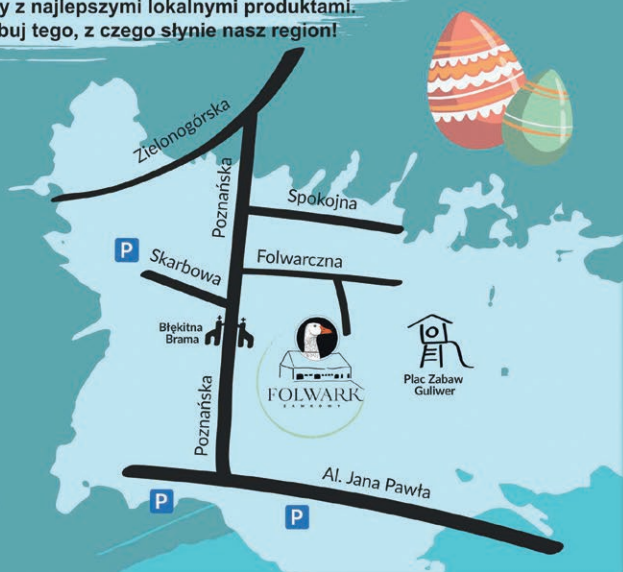 y z najlepszymi lokalnymi produktami.
buj tego, z czego słynie nasz region!
Zielonogórska
Poznańska
Spokojna
P
Skarbowa
Folwarczna
Błękitna
Brama
FOLWARK
ZAMKOWY
Plac Zabaw
Guliwer
Poznańska
Al. Jana Pawła
P
P